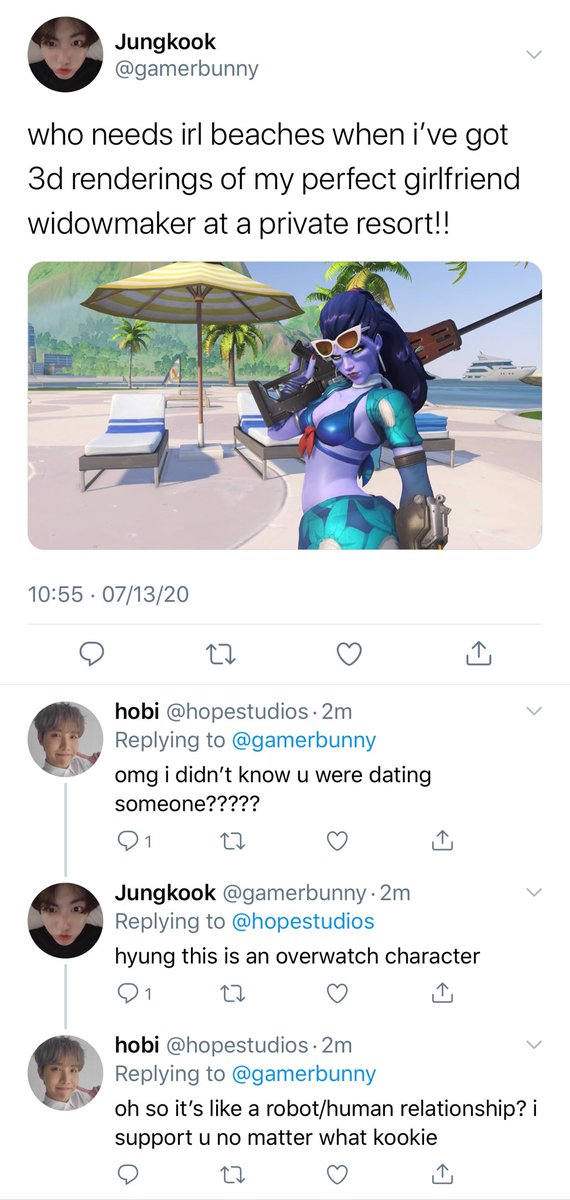 Jungkook
@gamerbunny
who needs irl beaches when i’ve got
3d renderings of my perfect girlfriend
widowmaker at a private resort!!
10:55 · 07/13/20
hobi @hopestudios · 2m
Replying to @gamerbunny
omg i didn’t know u were dating
someone?????
1
Jungkook @gamerbunny · 2m
Replying to @hopestudios
hyung this is an overwatch character
1
hobi @hopestudios · 2m
Replying to @gamerbunny
oh so it’s like a robot/human relationship? i
support u no matter what kookie